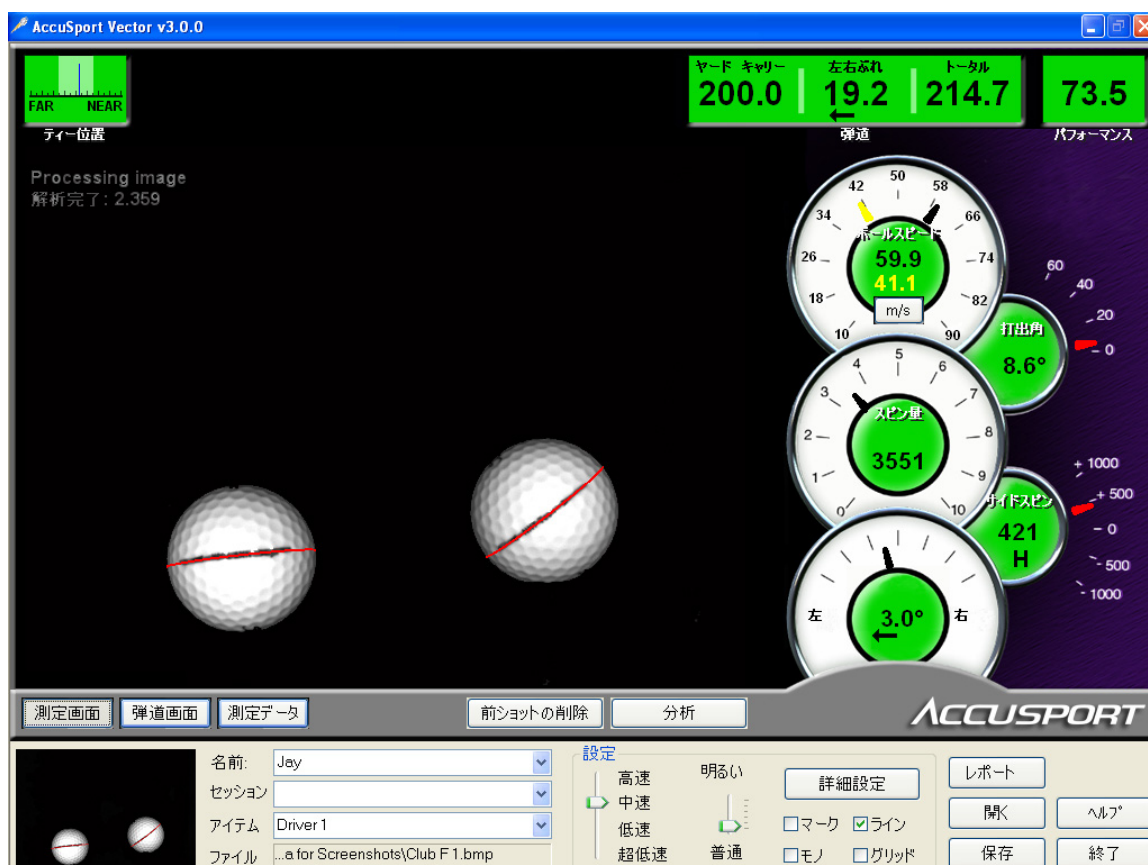 AccuSport Vector v3.0.0
FAR NEAR
ティー位置
ヤード キャリー 左右ぶれ トータル
200.0 19.2 214.7
弾道
73.5
パフォーマンス
Processing image
解析完了: 2.359
10 18 26 34 42 50 58 66 74 82 90
ボールスピード
59.9
41.1
m/s
60 40 20 0
打出角
8.6°
0 1 2 3 4 5 6 7 8 9 10
スピン量
3551
+ 1000
+ 500
- 0
- 500
- 1000
サイドスピン
421
H
左 3.0° 右
測定画面 弾道画面 測定データ 前ショットの削除 分析 ACCUSPORT
名前: Jay
セッション
アイテム Driver 1
ファイル ...a for Screenshots\Club F 1.bmp
設定
高速
中速
低速
超低速
明るい
普通
詳細設定
マーク ライン
モノ グリッド
レポート
開く ヘルプ
保存 終了